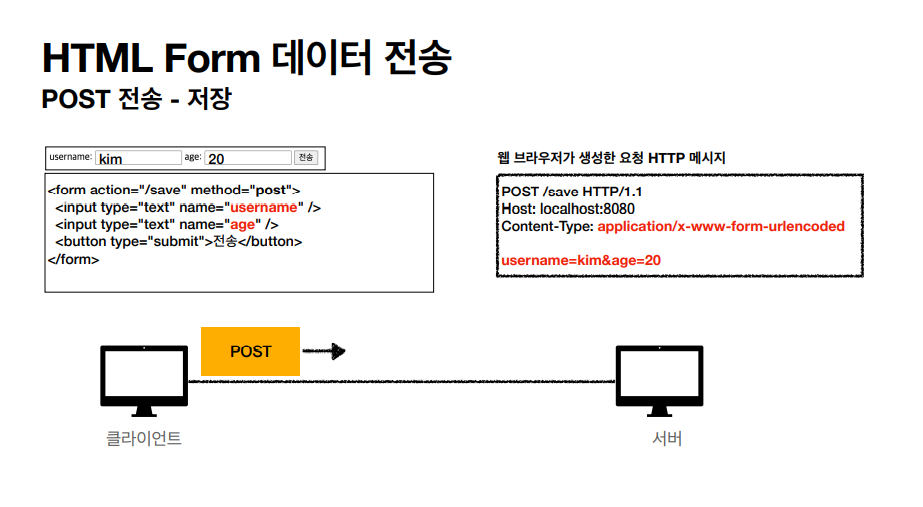 HTML Form 데이터 전송
POST 전송 - 저장
username: kim age: 20 전송
<form action="/save" method="post">
<input type="text" name="username" />
<input type="text" name="age" />
<button type="submit">전송</button>
</form>
웹 브라우저가 생성한 요청 HTTP 메시지
POST /save HTTP/1.1
Host: localhost:8080
Content-Type: application/x-www-form-urlencoded
username=kim&age=20
POST
클라이언트
서버